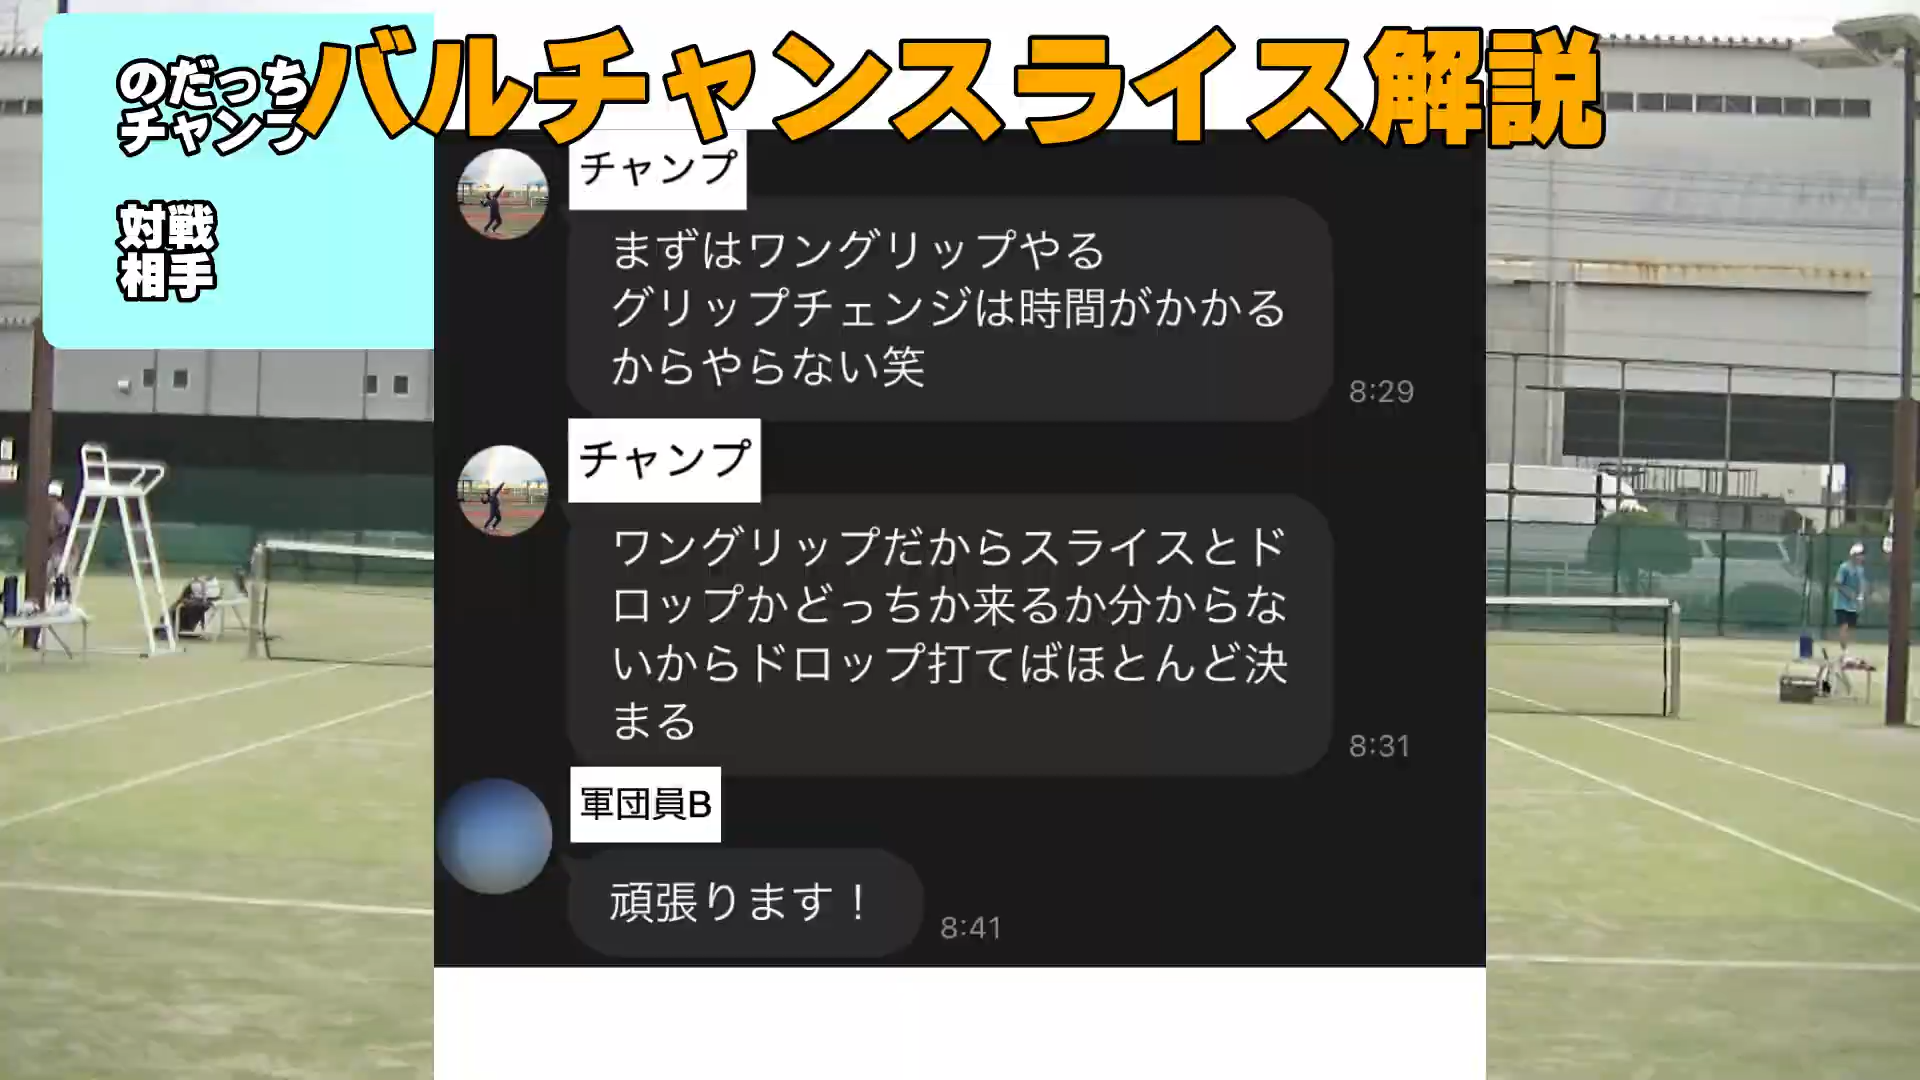 バルチャンスライス解説
のだっち
チャンプ
対戦
相手
チャンプ
まずはワングリップやる
グリップチェンジは時間がかかる
からやらない笑
8:29
チャンプ
ワングリップだからスライスとド
ロップかどっちか来るか分からな
いからドロップ打てばほとんど決
まる
8:31
軍団員B
頑張ります！
8:41